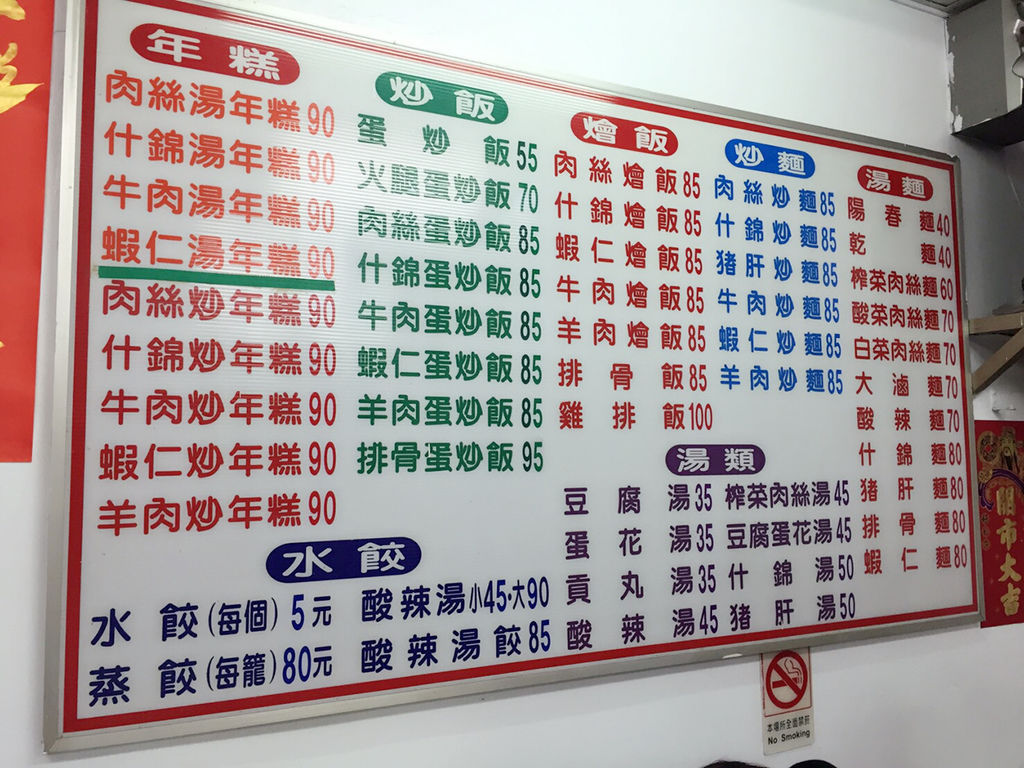 年糕
肉絲湯年糕90
什錦湯年糕90
牛肉湯年糕90
蝦仁湯年糕90
肉絲炒年糕90
什錦炒年糕90
牛肉炒年糕90
蝦仁炒年糕90
羊肉炒年糕90
炒飯
蛋炒飯55
火腿蛋炒飯70
肉絲蛋炒飯85
什錦蛋炒飯85
牛肉蛋炒飯85
蝦仁蛋炒飯85
羊肉蛋炒飯85
排骨蛋炒飯95
燴飯
肉絲燴飯85
什錦燴飯85
蝦仁燴飯85
牛肉燴飯85
羊肉燴飯85
排骨飯85
雞排飯100
炒麵
肉絲炒麵85
什錦炒麵85
猪肝炒麵85
牛肉炒麵85
蝦仁炒麵85
羊肉炒麵85
湯麵
陽春麵40
乾麵40
榨菜肉絲麵60
酸菜肉絲麵70
白菜肉絲麵70
大滷麵70
酸辣麵70
什錦麵80
猪肝麵80
排骨麵80
蝦仁麵80
水餃
水餃(每個)5元
蒸餃(每籠)80元
酸辣湯小45·大90
酸辣湯餃85
湯類
豆腐湯35
蛋花湯35
貢丸湯35
酸辣湯45
榨菜肉絲湯45
豆腐蛋花湯45
什錦湯50
猪肝湯50
開市大吉
本場所全面禁菸
No Smoking